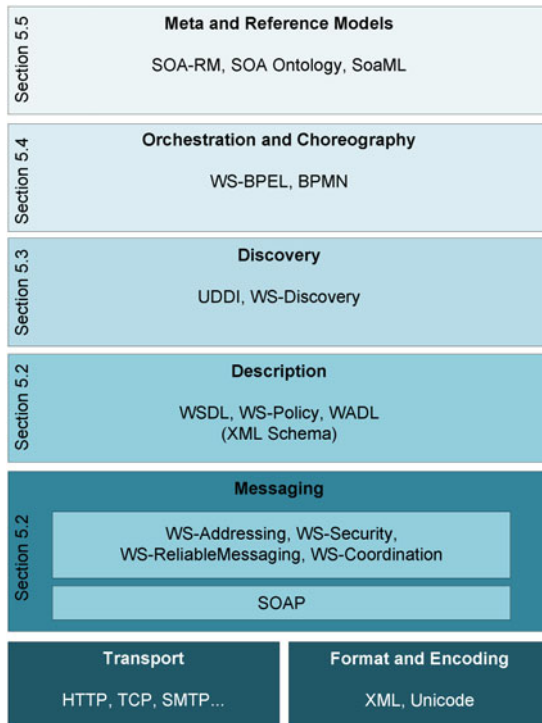 Section 5.5
Meta and Reference Models
SOA-RM, SOA Ontology, SoaML
Section 5.4
Orchestration and Choreography
WS-BPEL, BPMN
Section 5.3
Discovery
UDDI, WS-Discovery
Section 5.2
Description
WSDL, WS-Policy, WADL
(XML Schema)
Section 5.2
Messaging
WS-Addressing, WS-Security,
WS-ReliableMessaging, WS-Coordination
SOAP
Transport
HTTP, TCP, SMTP...
Format and Encoding
XML, Unicode